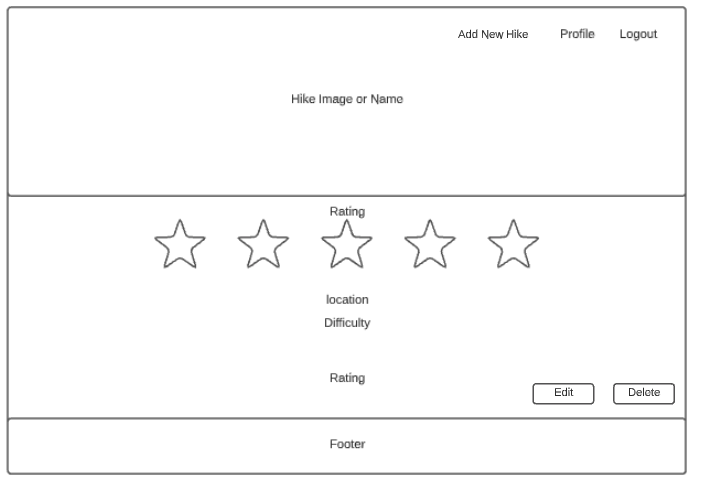 Add New Hike Profile Logout
Hike Image or Name
Rating
location
Difficulty
Rating
Edit Delete
Footer